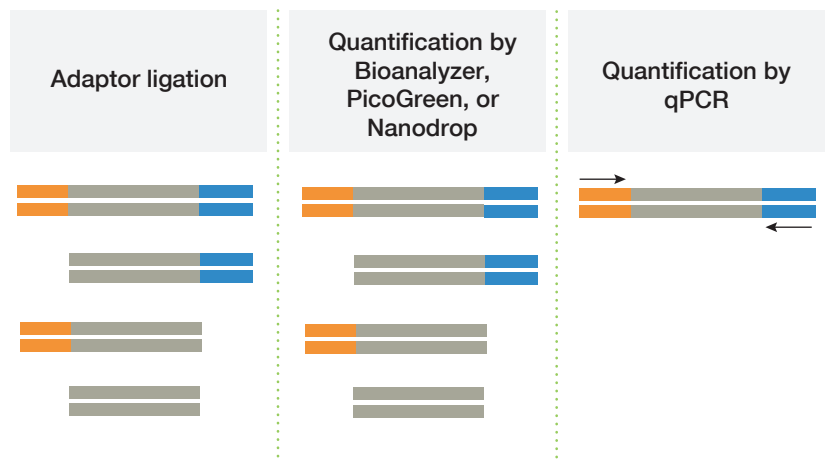 Adaptor ligation
Quantification by
Bioanalyzer,
PicoGreen, or
Nanodrop
Quantification by
qPCR